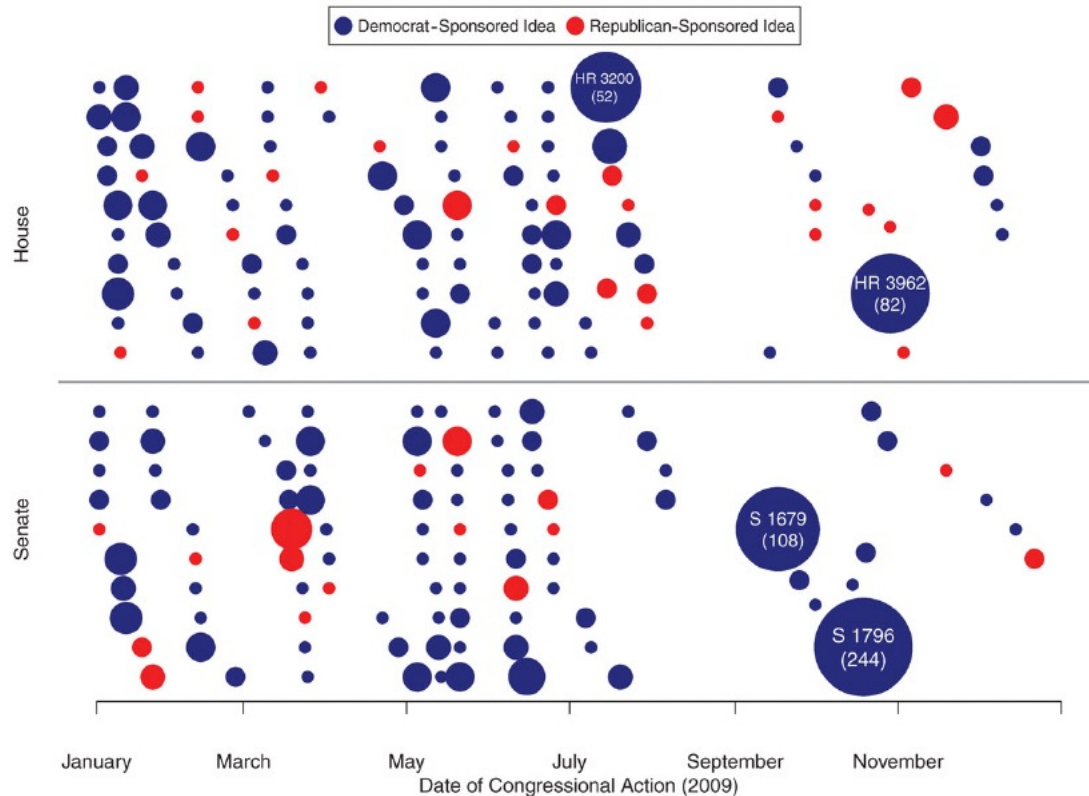 Democrat-Sponsored Idea
Republican-Sponsored Idea
House
HR 3200
(52)
HR 3962
(82)
Senate
S 1679
(108)
S 1796
(244)
January
March
May
July
September
November
Date of Congressional Action (2009)